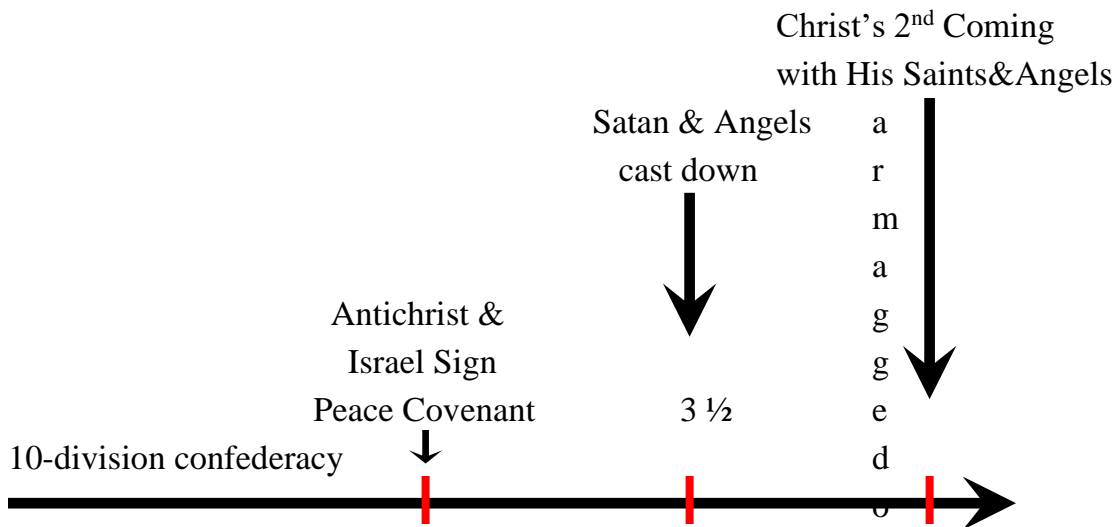 Christ’s 2nd Coming
with His Saints&Angels
Satan & Angels
cast down
a
r
m
a
g
g
e
d
o
Antichrist &
Israel Sign
Peace Covenant
3 ½
10-division confederacy